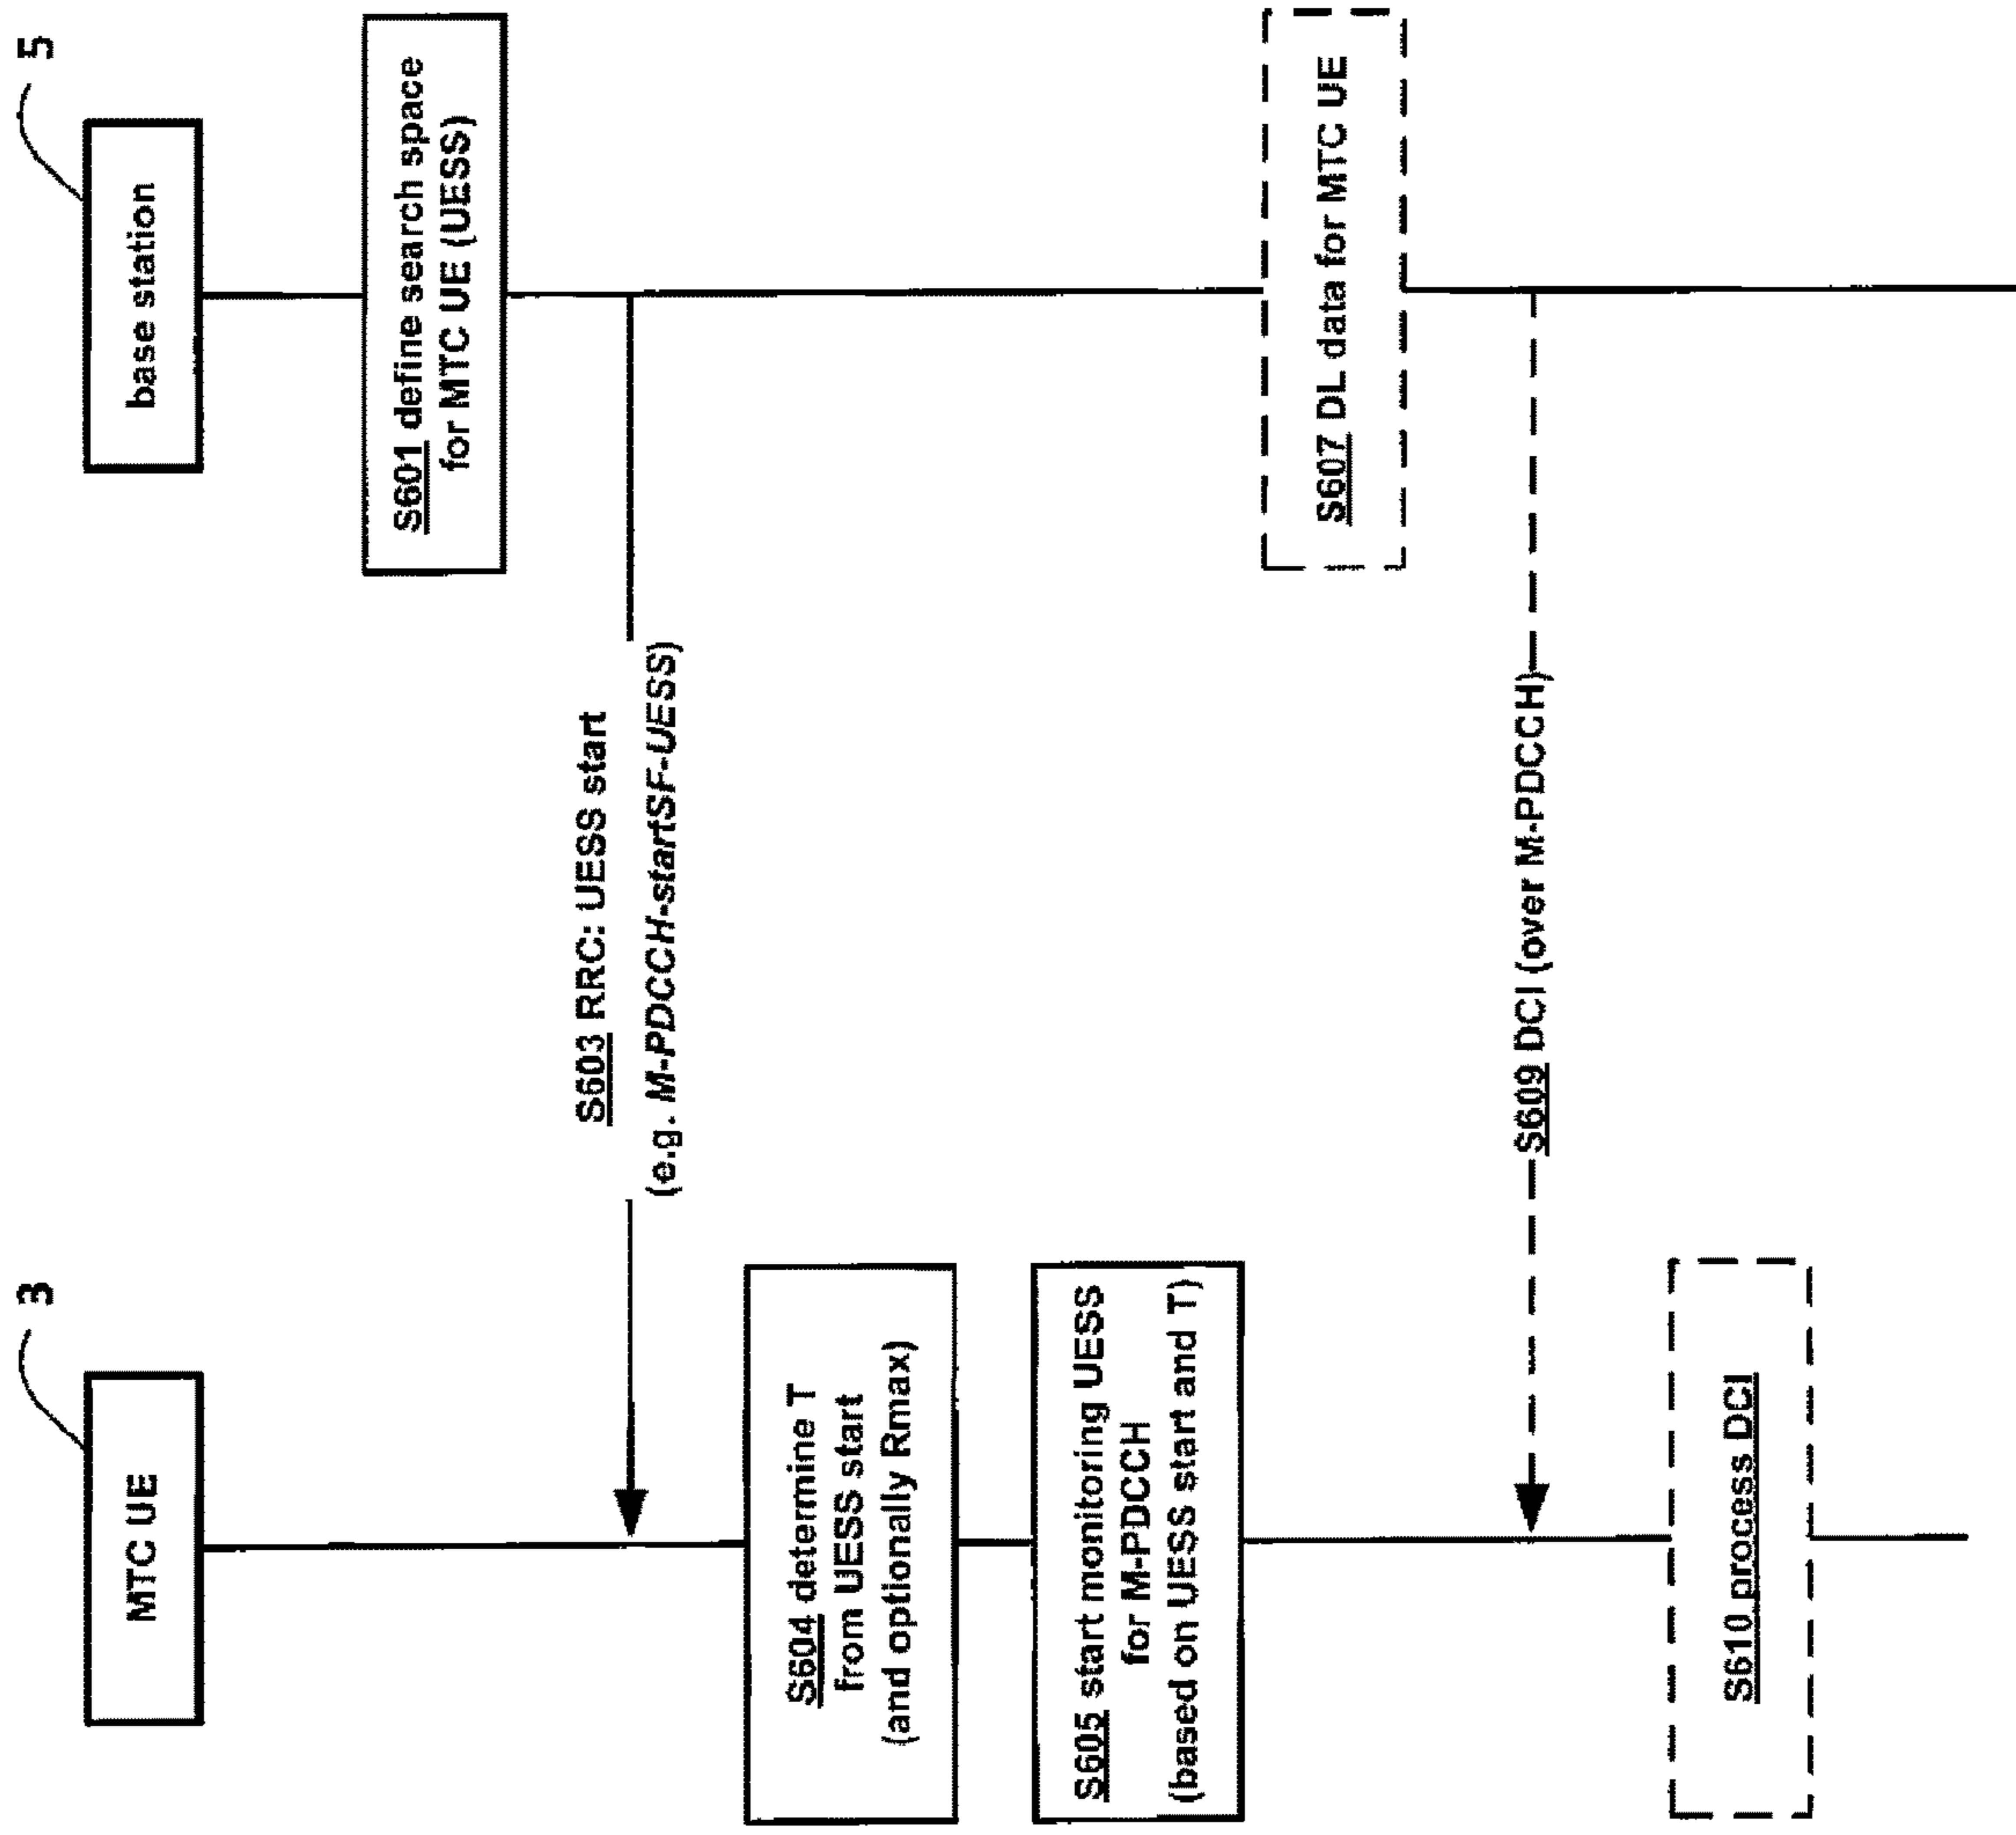 3
MTC UE
5
base station
S601 define search space
for MTC UE (UESS)
S603 RRC: UESS start
(e.g. M-PDCCH-startSF-UESS)
S604 determine T
from UESS start
(and optionally Rmax)
S605 start monitoring UESS
for M-PDCCH
(based on UESS start and T)
S607 DL data for MTC UE
S609 DCI (over M-PDCCH)
S610 process DCI